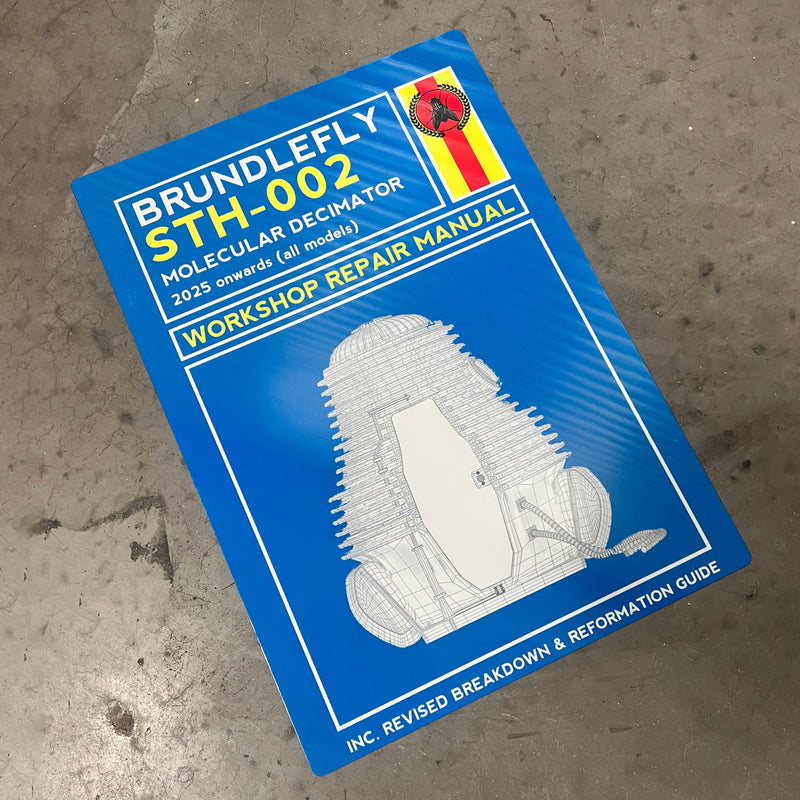 BRUNDLEFLY
STH-002
MOLECULAR DECIMATOR
2025 onwards (all models)
WORKSHOP REPAIR MANUAL
INC. REVISED BREAKDOWN & REFORMATION GUIDE